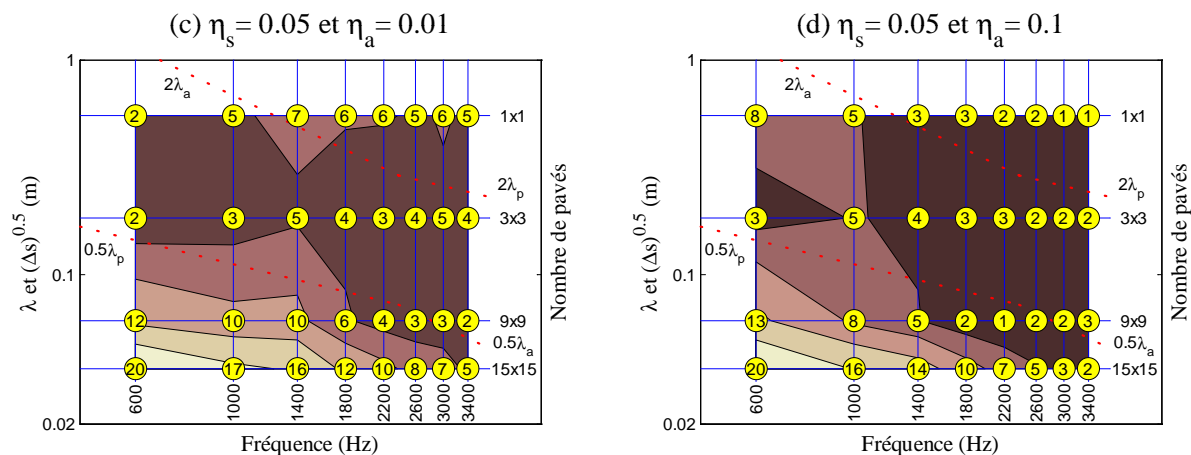 (c) ηs= 0.05 et ηa= 0.01
1
2λa
2 5 7 6 6 5 6 5 1x1
2λp
2 3 5 4 3 4 5 4 3x3
0.5λp
0.1
12 10 10 6 4 3 3 2 9x9
0.5λa
20 17 16 12 10 8 7 5 15x15
0.02
600 1000 1400 1800 2200 2600 3000 3400
Fréquence (Hz)
λ et (Δs)0.5 (m)
Nombre de pavés
(d) ηs= 0.05 et ηa= 0.1
1
2λa
8 5 3 3 2 2 1 1 1x1
2λp
3 5 4 3 3 2 2 2 3x3
0.5λp
0.1
13 8 5 2 1 2 2 3 9x9
0.5λa
20 16 14 10 7 5 3 2 15x15
0.02
600 1000 1400 1800 2200 2600 3000 3400
Fréquence (Hz)
λ et (Δs)0.5 (m)
Nombre de pavés